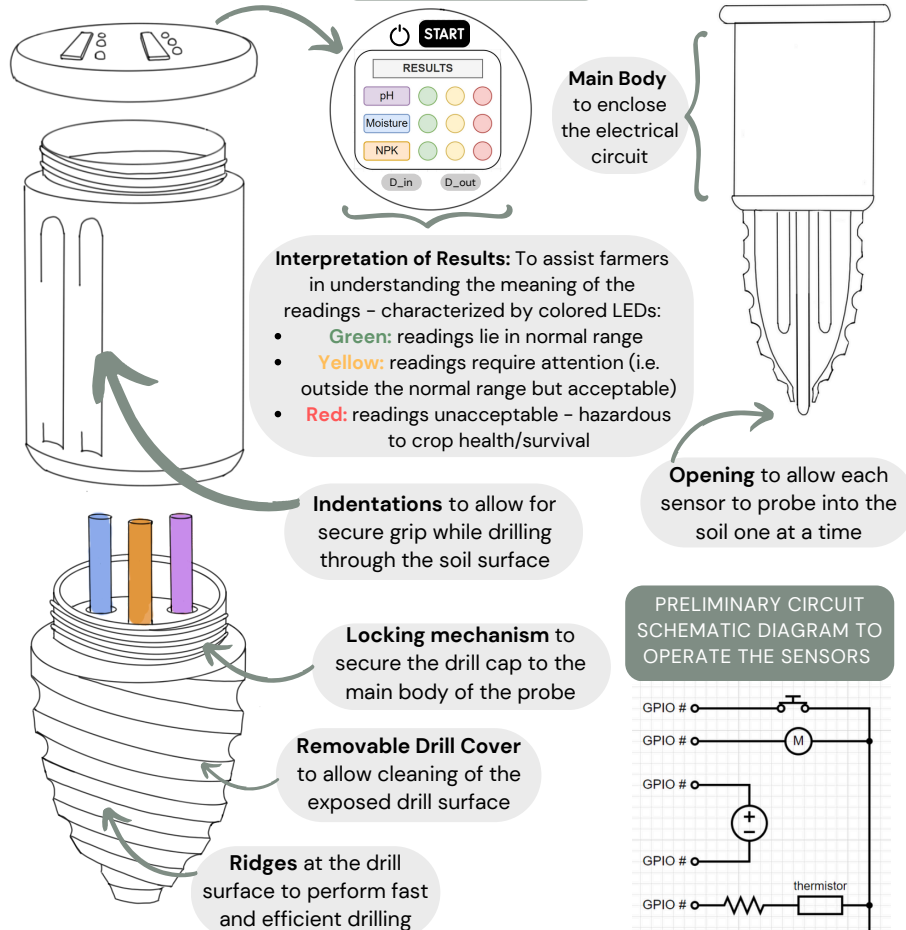 START
RESULTS
pH
Moisture
NPK
D_in
D_out
Main Body
to enclose
the electrical
circuit
Interpretation of Results: To assist farmers
in understanding the meaning of the
readings - characterized by colored LEDs:
• Green: readings lie in normal range
• Yellow: readings require attention (i.e.
outside the normal range but acceptable)
• Red: readings unacceptable - hazardous
to crop health/survival
Indentations to allow for
secure grip while drilling
through the soil surface
Opening to allow each
sensor to probe into the
soil one at a time
Locking mechanism to
secure the drill cap to the
main body of the probe
Removable Drill Cover
to allow cleaning of the
exposed drill surface
Ridges at the drill
surface to perform fast
and efficient drilling
PRELIMINARY CIRCUIT
SCHEMATIC DIAGRAM TO
OPERATE THE SENSORS
GPIO #
GPIO #
M
GPIO #
+
−
GPIO #
thermistor
GPIO #